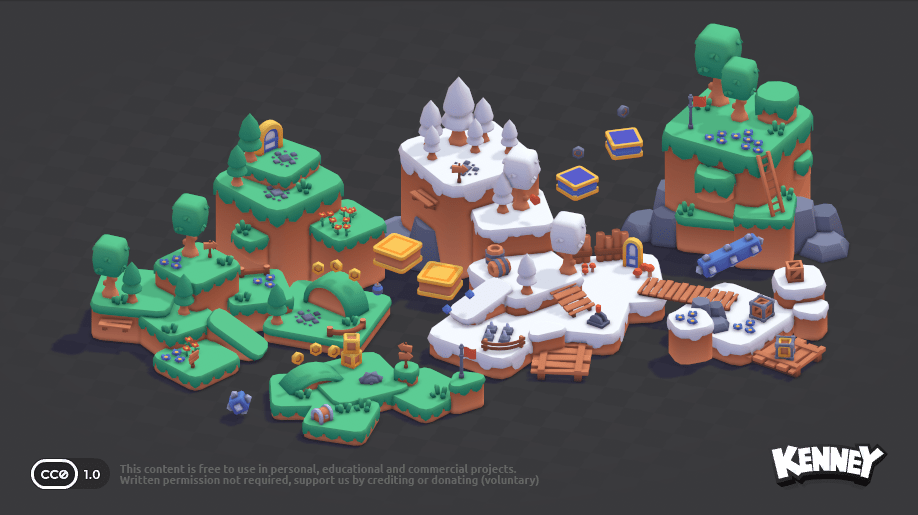 CC0 1.0
This content is free to use in personal, educational and commercial projects.
Written permission not required, support us by crediting or donating (voluntary)
KENNEY